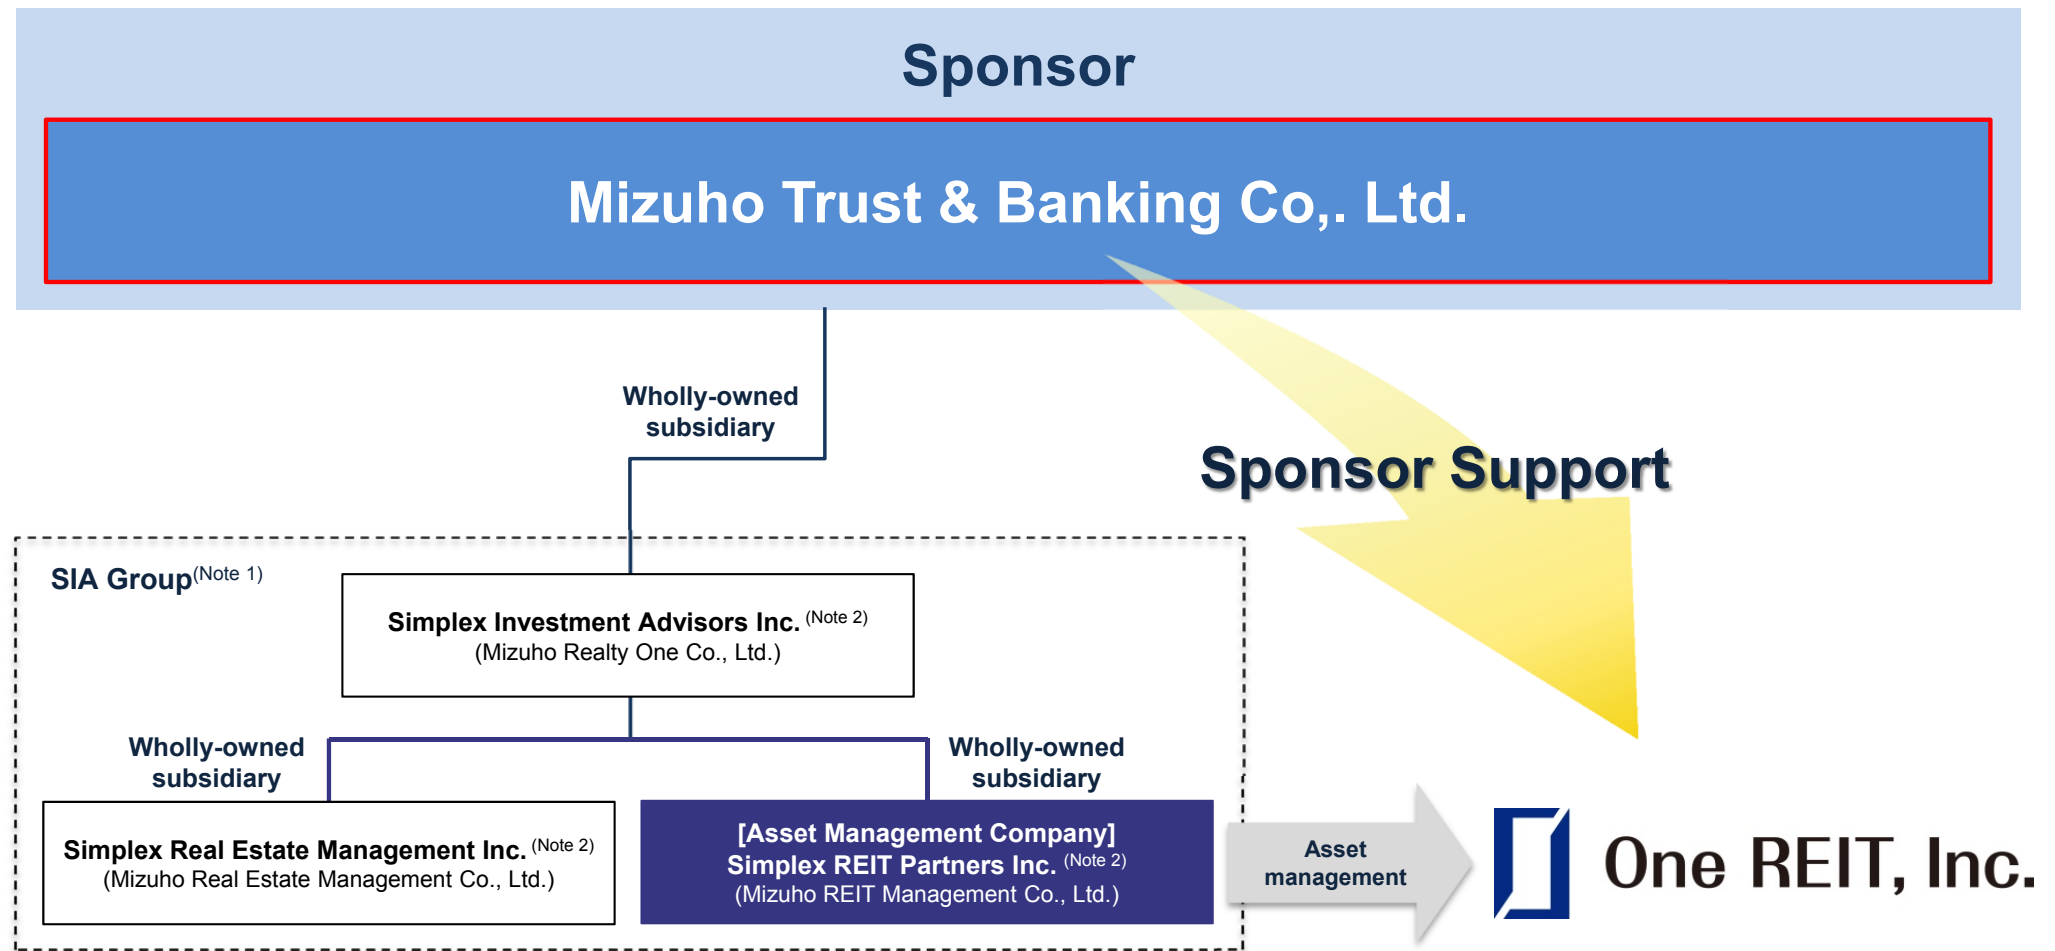 Sponsor
Mizuho Trust & Banking Co,. Ltd.
Wholly-owned
subsidiary
Sponsor Support
SIA Group(Note 1)
Simplex Investment Advisors Inc. (Note 2)
(Mizuho Realty One Co., Ltd.)
Wholly-owned
subsidiary
Wholly-owned
subsidiary
Simplex Real Estate Management Inc. (Note 2)
(Mizuho Real Estate Management Co., Ltd.)
[Asset Management Company]
Simplex REIT Partners Inc. (Note 2)
(Mizuho REIT Management Co., Ltd.)
Asset
management
One REIT, Inc.